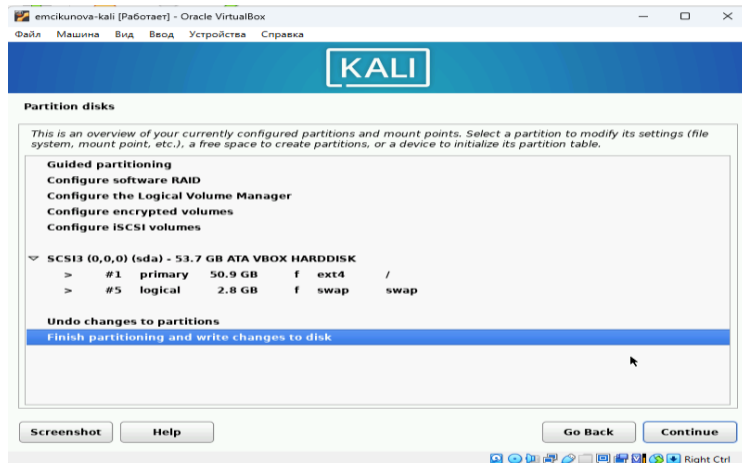 emcikunova-kali [Работает] - Oracle VirtualBox
Файл Машина Вид Ввод Устройства Справка
KALI
Partition disks
This is an overview of your currently configured partitions and mount points. Select a partition to modify its settings (file
system, mount point, etc.), a free space to create partitions, or a device to initialize its partition table.
Guided partitioning
Configure software RAID
Configure the Logical Volume Manager
Configure encrypted volumes
Configure iSCSI volumes
SCSI3 (0,0,0) (sda) - 53.7 GB ATA VBOX HARDDISK
> #1 primary 50.9 GB f ext4 /
> #5 logical 2.8 GB f swap swap
Undo changes to partitions
Finish partitioning and write changes to disk
Screenshot Help Go Back Continue
Right Ctrl